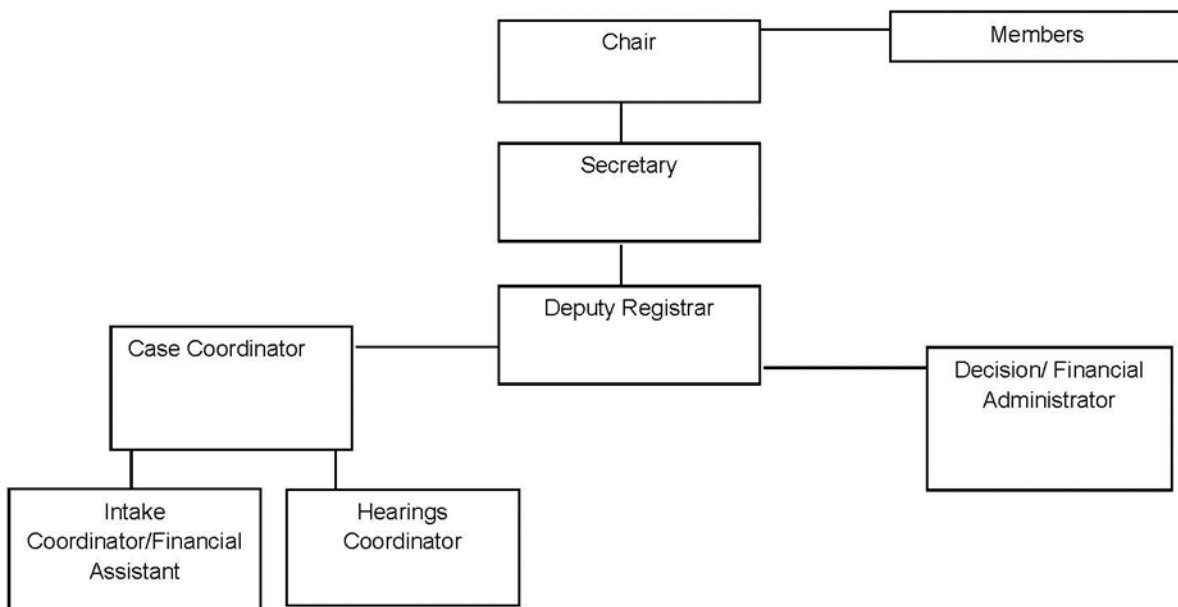 Chair
Members
Secretary
Deputy Registrar
Case Coordinator
Decision/ Financial
Administrator
Intake
Coordinator/Financial
Assistant
Hearings
Coordinator